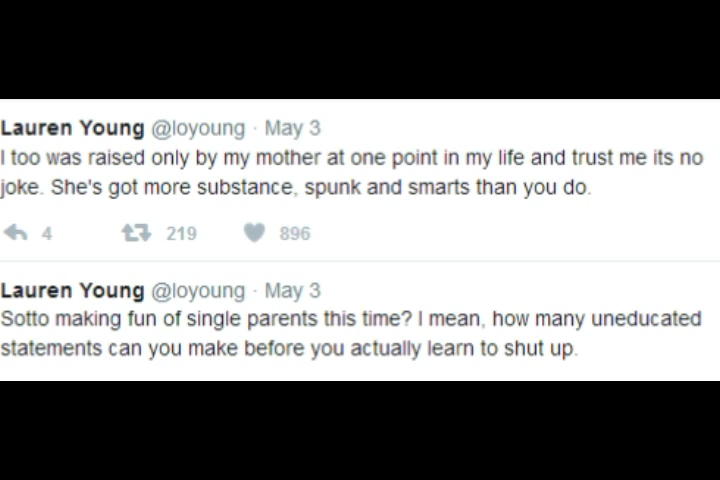 Lauren Young @loyoung · May 3
I too was raised only by my mother at one point in my life and trust me its no
joke. She's got more substance, spunk and smarts than you do.
4 219 896
Lauren Young @loyoung · May 3
Sotto making fun of single parents this time? I mean, how many uneducated
statements can you make before you actually learn to shut up.